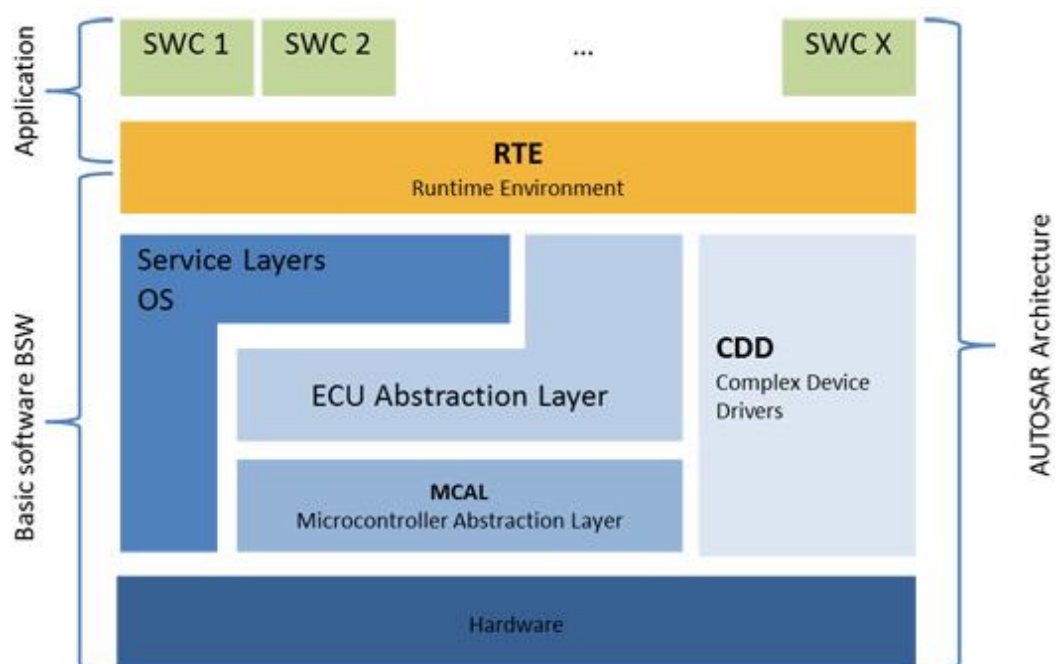 Application
SWC 1
SWC 2
...
SWC X
RTE
Runtime Environment
Basic software BSW
Service Layers
OS
ECU Abstraction Layer
MCAL
Microcontroller Abstraction Layer
CDD
Complex Device
Drivers
Hardware
AUTOSAR Architecture